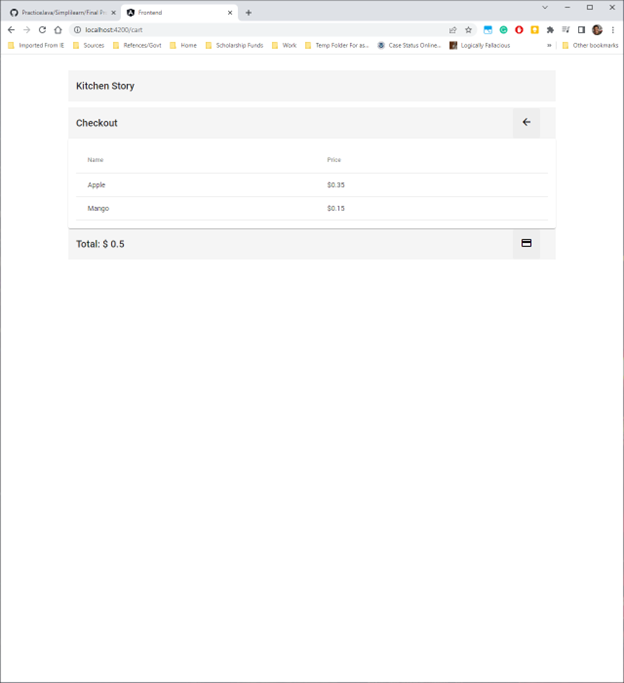 Practicejava/Simplilearn/Final Pr
Frontend
localhost:4200/cart
Imported From IE
Sources
Refences/Govt
Home
Scholarship Funds
Work
Temp Folder For as...
Case Status Online...
Logically Fallacious
»
Other bookmarks
Kitchen Story
Checkout
Name Price
Apple $0.35
Mango $0.15
Total: $ 0.5